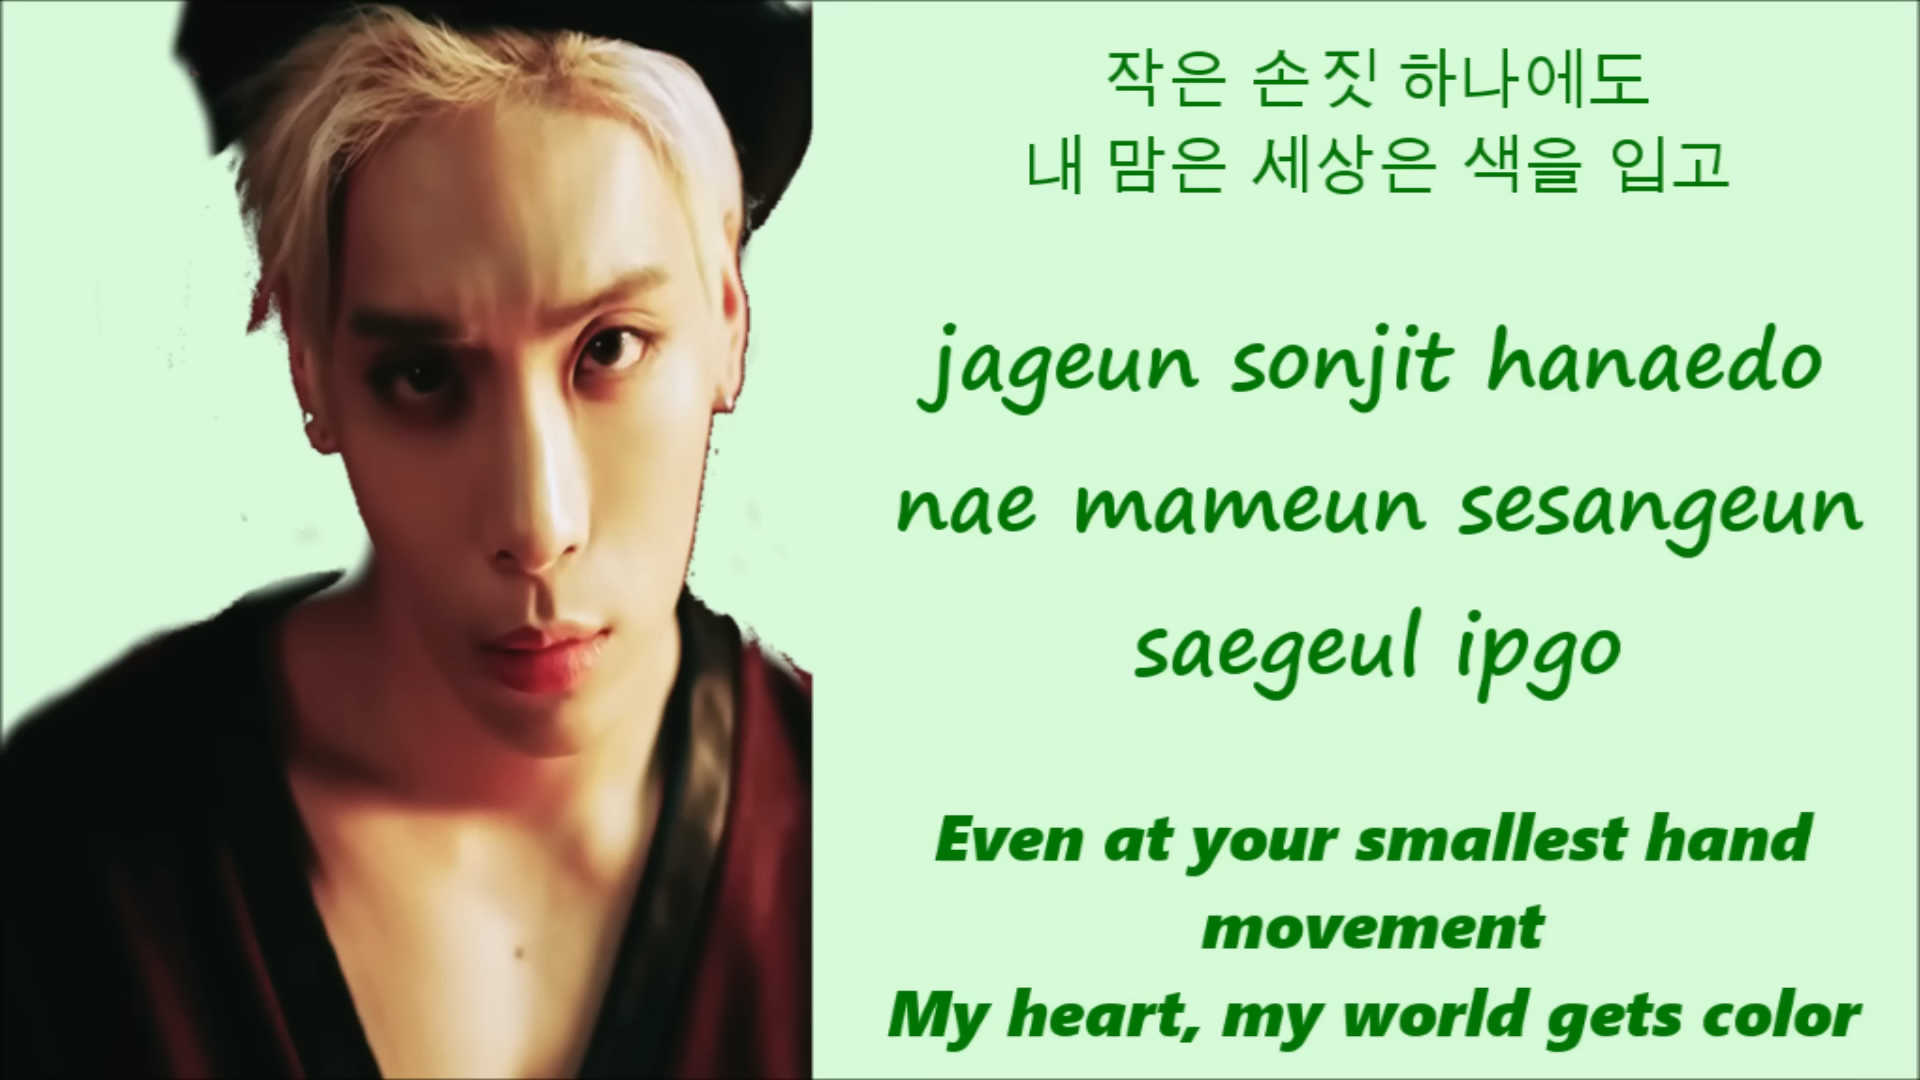 작은 손짓 하나에도
내 맘은 세상은 색을 입고
jageun sonjit hanaedo
nae mameun sesangeun
saegeul ipgo
Even at your smallest hand
movement
My heart, my world gets color